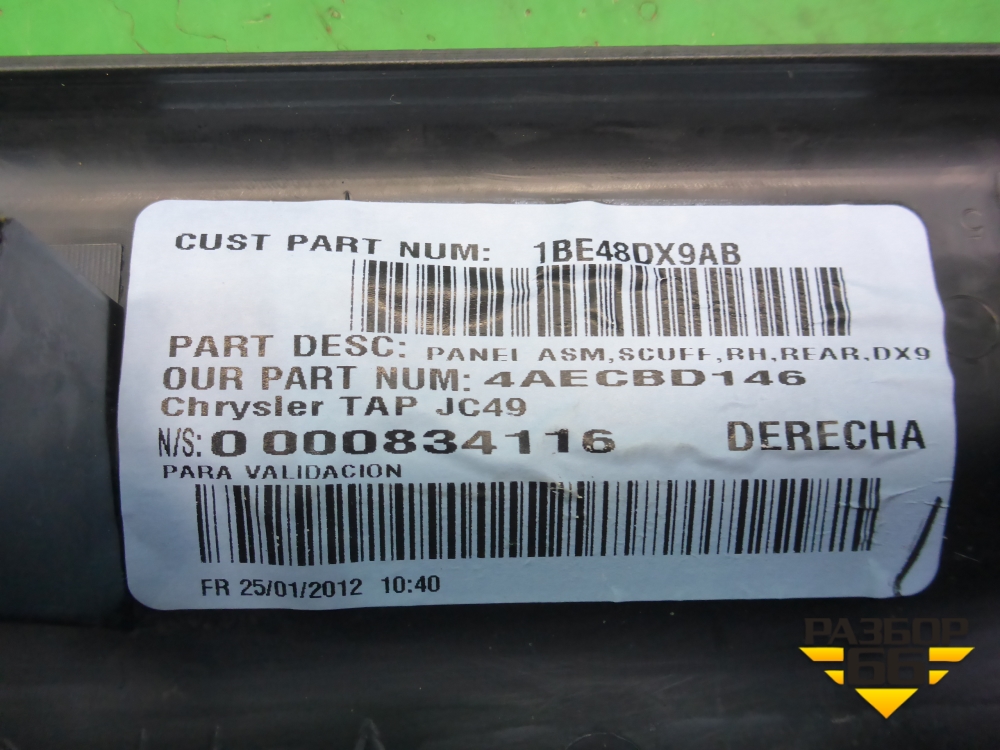 CUST PART NUM: 1BE48DX9AB
PART DESC: PANEL ASM,SCUFF,RH,REAR,DX9
OUR PART NUM: 4AECBD146
Chrysler TAP JC49
N/S: 0 000834116 DERECHA
PARA VALIDACION
FR 25/01/2012 10:40
РАЗБОР
66